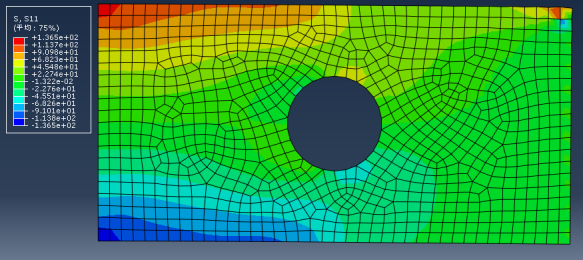 S, S11
(平均: 75%)
+1.365e+02
+1.137e+02
+9.098e+01
+6.823e+01
+4.548e+01
+2.274e+01
-1.322e-02
-2.276e+01
-4.551e+01
-6.826e+01
-9.101e+01
-1.138e+02
-1.365e+02